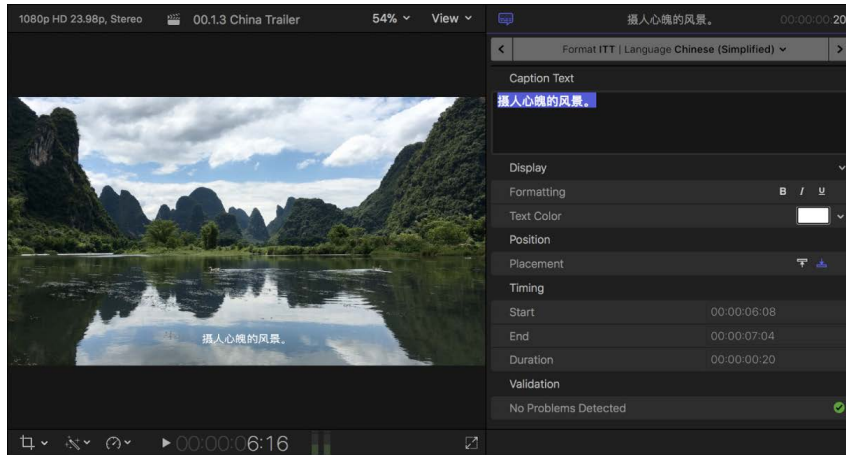 1080p HD 23.98p, Stereo 00.1.3 China Trailer 54% View
摄人心魄的风景。 00:00:00:20
Format ITT | Language Chinese (Simplified)
Caption Text
摄人心魄的风景。
Display
Formatting B I U
Text Color
Position
Placement
Timing
Start 00:00:06:08
End 00:00:07:04
Duration 00:00:00:20
Validation
No Problems Detected
摄人心魄的风景。
00:00:06:16